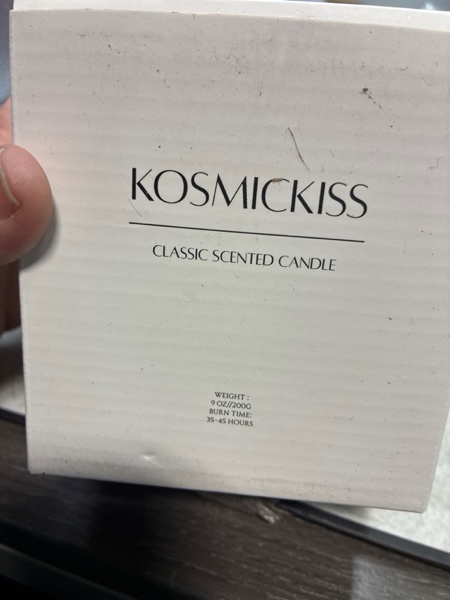 KOSMICKISS
CLASSIC SCENTED CANDLE
WEIGHT :
9 OZ//200G
BURN TIME:
35-45 HOURS